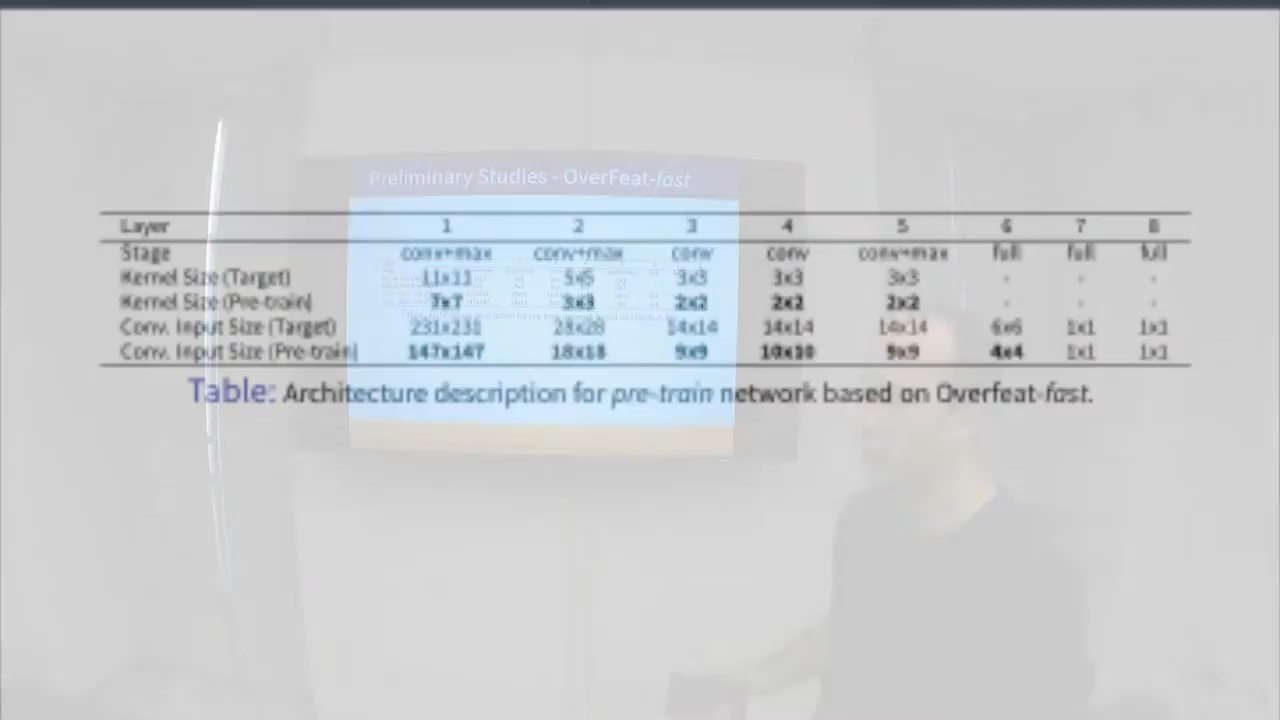 Preliminary Studies - OverFeat-fast
Layer 1 2 3 4 5 6 7 8
Stage conv+max conv+max conv conv conv+max full full full
Kernel Size (Target) 11x11 5x5 3x3 3x3 3x3 - - -
Kernel Size (Pre-train) 7x7 3x3 2x2 2x2 2x2 - - -
Conv. Input Size (Target) 231x231 28x28 14x14 14x14 14x14 6x6 1x1 1x1
Conv. Input Size (Pre-train) 147x147 18x18 9x9 10x10 9x9 4x4 1x1 1x1
Table: Architecture description for pre-train network based on Overfeat-fast.